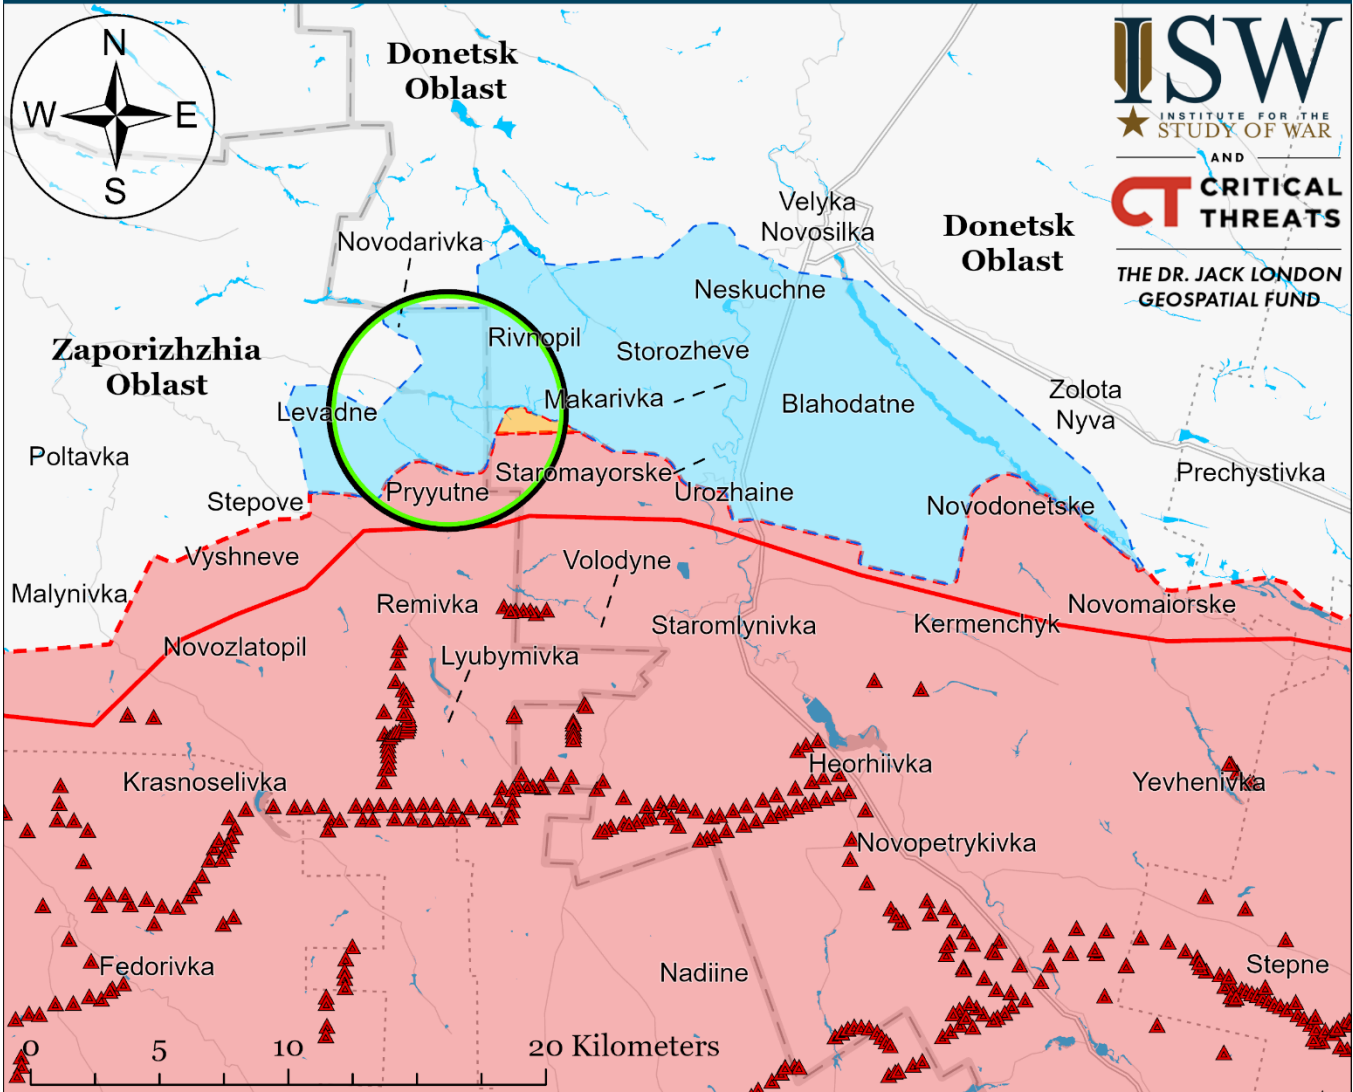 N
W E
S
Donetsk
Oblast
ISW
INSTITUTE FOR THE
STUDY OF WAR
AND
CT CRITICAL
THREATS
THE DR. JACK LONDON
GEOSPATIAL FUND
Velyka
Novosilka
Donetsk
Oblast
Novodarivka
Neskuchne
Rivnopil
Storozheve
Zaporizhzhia
Oblast
Makarivka
Blahodatne
Zolota
Nyva
Levadne
Poltavka
Staromayorske
Prechystivka
Pryyutne
Urozhaine
Stepove
Novodonetske
Vyshneve
Volodyne
Malynivka
Remivka
Novomaiorske
Staromlynivka
Kermenchyk
Novozlatopil
Lyubymivka
Heorhiivka
Krasnoselivka
Yevhenivka
Novopetrykivka
Fedorivka
Nadiine
Stepne
0 5 10 20 Kilometers